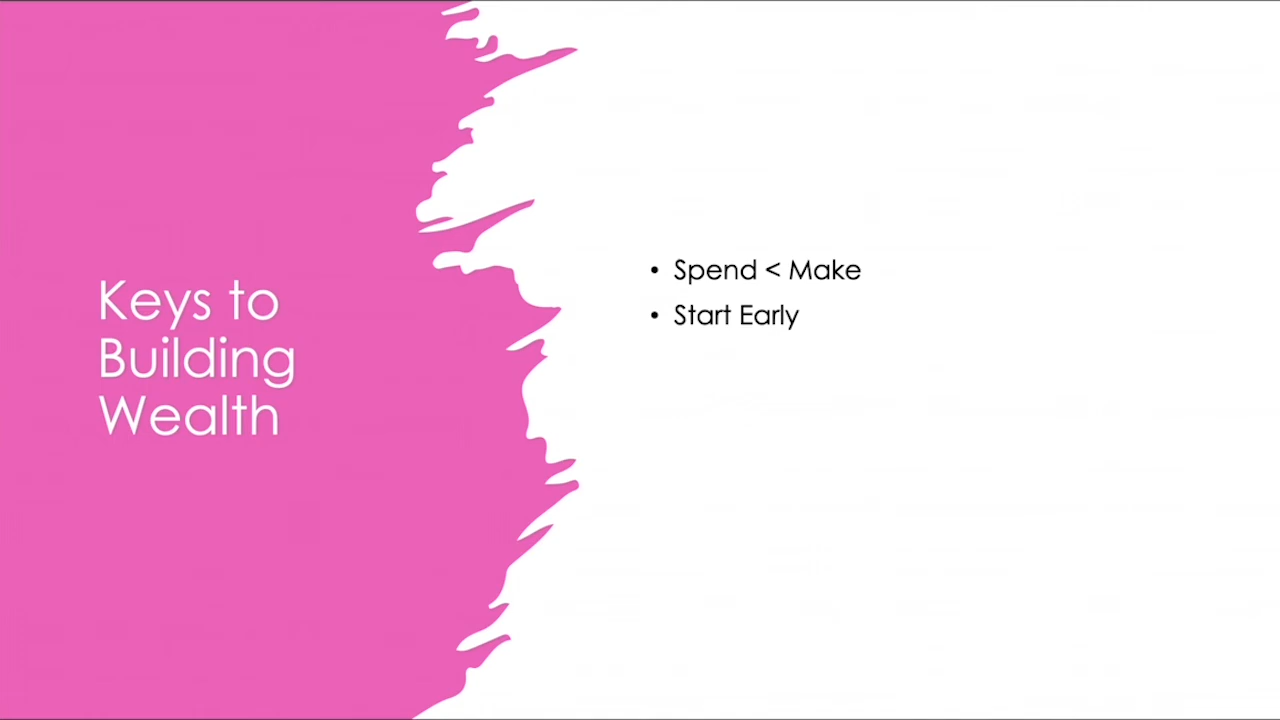 Keys to
Building
Wealth
• Spend < Make
• Start Early